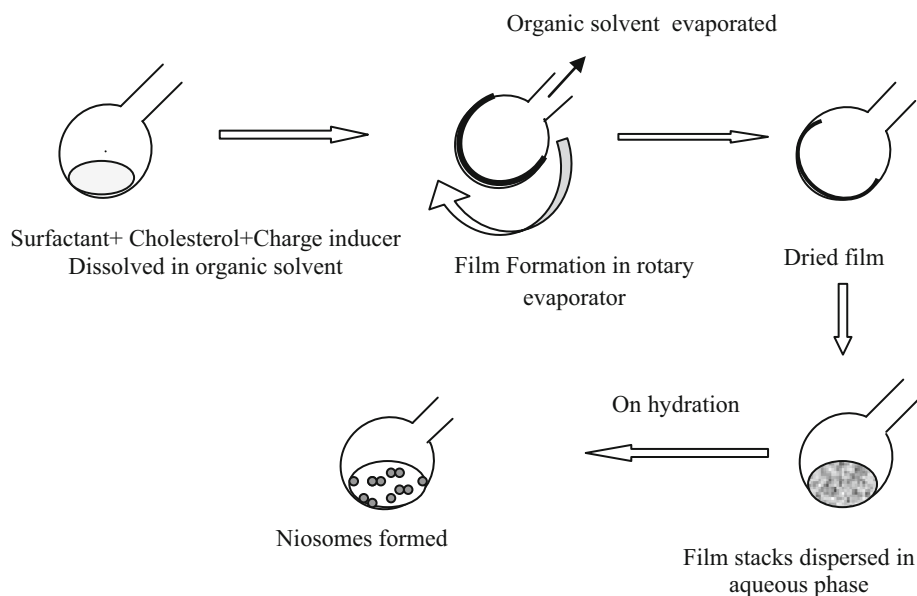 Organic solvent evaporated
Surfactant+ Cholesterol+Charge inducer
Dissolved in organic solvent
Film Formation in rotary
evaporator
Dried film
On hydration
Niosomes formed
Film stacks dispersed in
aqueous phase